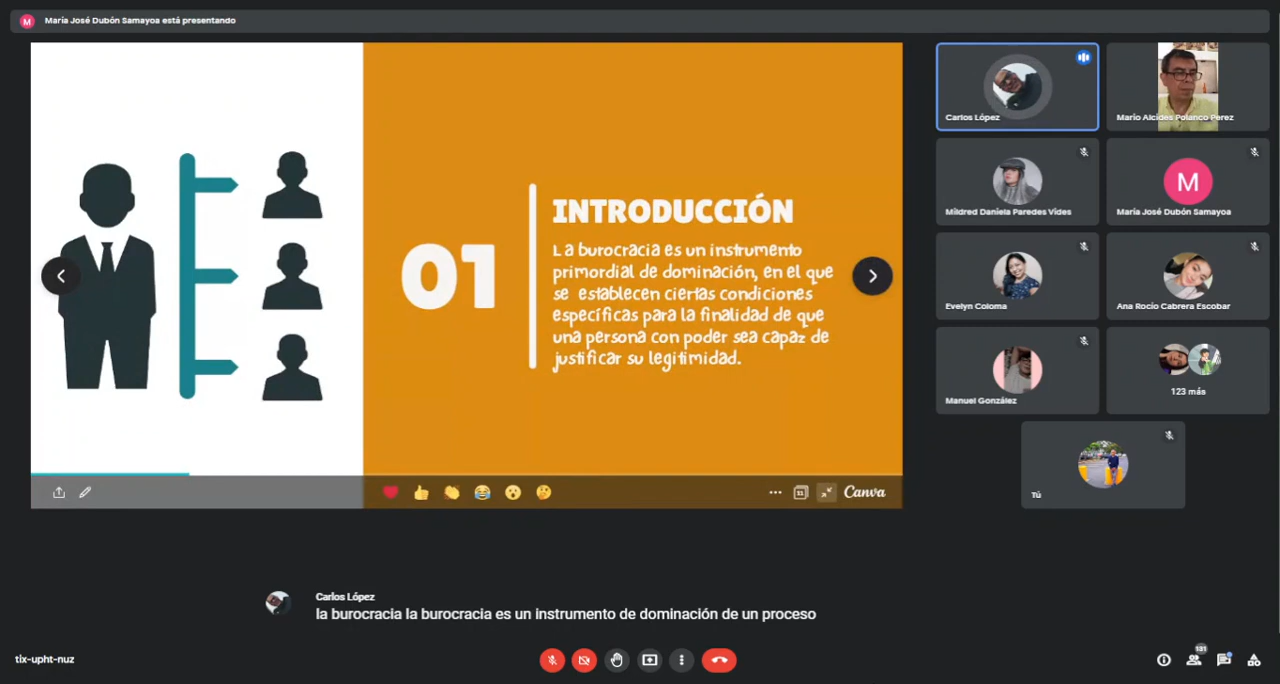 M María José Dubón Samayoa está presentando
01
INTRODUCCIÓN
La burocracia es un instrumento
primordial de dominación, en el que
se establecen ciertas condiciones
específicas para la finalidad de que
una persona con poder sea capaz de
justificar su legitimidad.
11
Canva
Carlos López
Mario Alcides Polanco Perez
Mildred Daniela Paredes Vides
M
María José Dubón Samayoa
Evelyn Coloma
Ana Rocío Cabrera Escobar
Manuel González
123 más
Tú
Carlos López
la burocracia la burocracia es un instrumento de dominación de un proceso
tix-upht-nuz
131